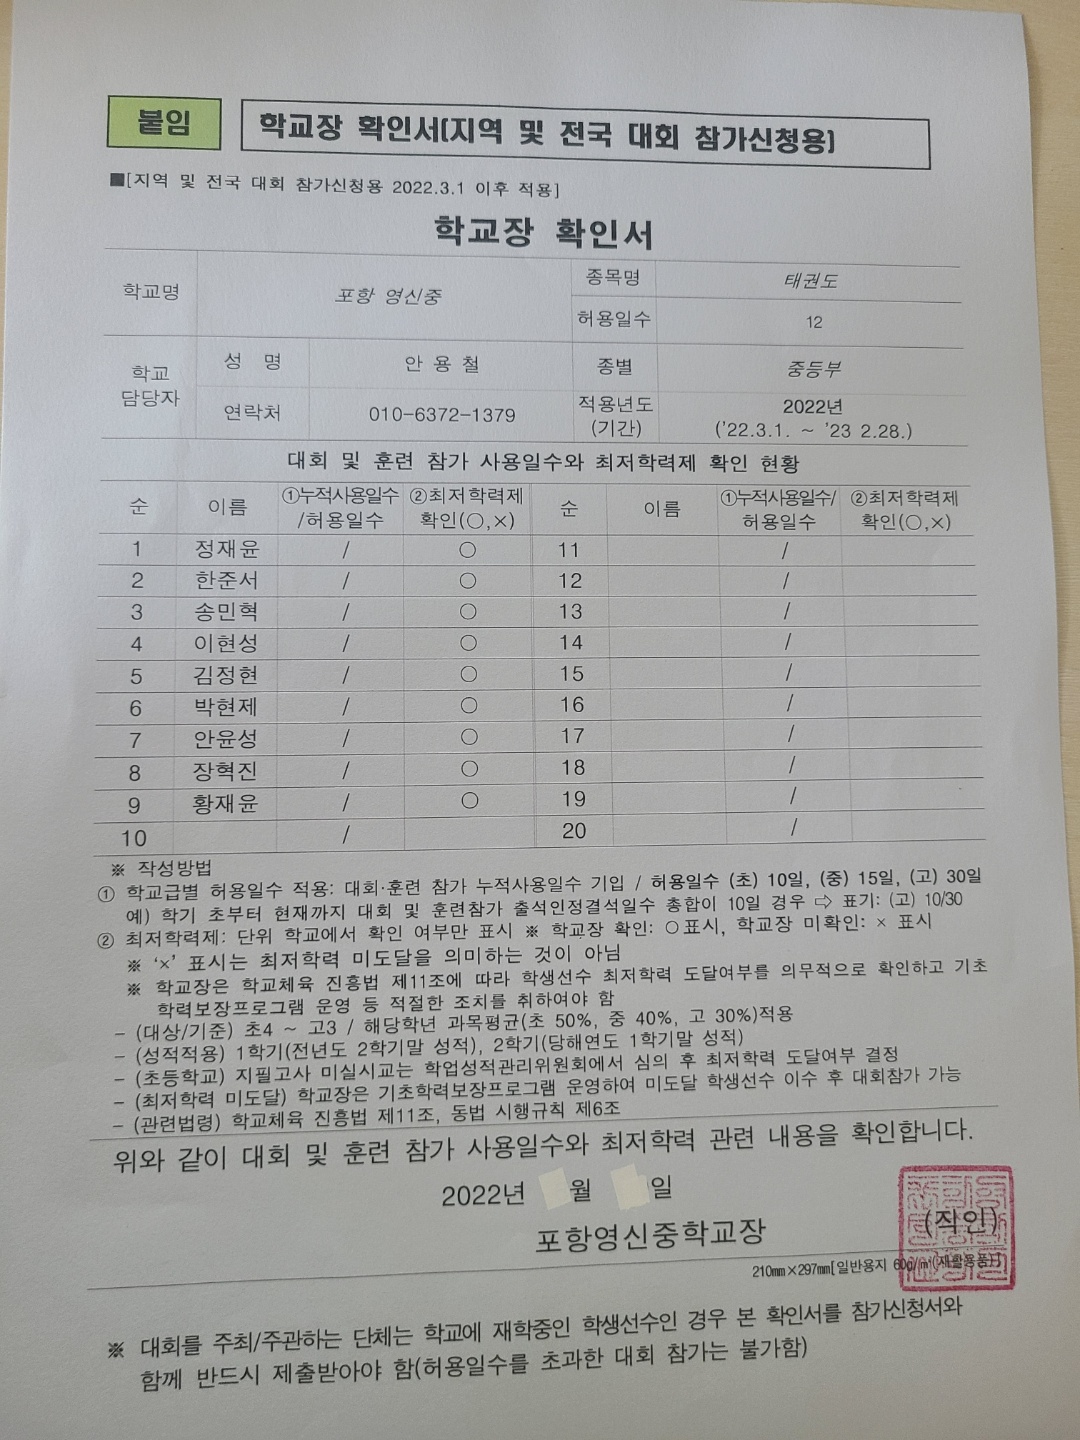 붙임
학교장 확인서(지역 및 전국 대회 참가신청용)
■[지역 및 전국 대회 참가신청용 2022.3.1 이후 적용]
학교장 확인서
학교명 포항 영신중 종목명 태권도
허용일수 12
학교 담당자 성 명 안 용 철 종별 중등부
연락처 010-6372-1379 적용년도 (기간) 2022년 ('22.3.1. ~ '23 2.28.)
대회 및 훈련 참가 사용일수와 최저학력제 확인 현황
순 이름 ①누적사용일수 /허용일수 ②최저학력제 확인(○,×) 순 이름 ①누적사용일수/ 허용일수 ②최저학력제 확인(○,×)
1 정재윤 / ○ 11 /
2 한준서 / ○ 12 /
3 송민혁 / ○ 13 /
4 이현성 / ○ 14 /
5 김정현 / ○ 15 /
6 박현제 / ○ 16 /
7 안윤성 / ○ 17 /
8 장혁진 / ○ 18 /
9 황재윤 / ○ 19 /
10 / 20 /
※ 작성방법
① 학교급별 허용일수 적용: 대회·훈련 참가 누적사용일수 기입 / 허용일수 (초) 10일, (중) 15일, (고) 30일
예) 학기 초부터 현재까지 대회 및 훈련참가 출석인정결석일수 총합이 10일 경우 ⇨ 표기: (고) 10/30
② 최저학력제: 단위 학교에서 확인 여부만 표시 ※ 학교장 확인: ○표시, 학교장 미확인: × 표시
※ '×' 표시는 최저학력 미도달을 의미하는 것이 아님
※ 학교장은 학교체육 진흥법 제11조에 따라 학생선수 최저학력 도달여부를 의무적으로 확인하고 기초
학력보장프로그램 운영 등 적절한 조치를 취하여야 함
- (대상/기준) 초4 ~ 고3 / 해당학년 과목평균(초 50%, 중 40%, 고 30%)적용
- (성적적용) 1학기(전년도 2학기말 성적), 2학기(당해연도 1학기말 성적)
- (초등학교) 지필고사 미실시교는 학업성적관리위원회에서 심의 후 최저학력 도달여부 결정
- (최저학력 미도달) 학교장은 기초학력보장프로그램 운영하여 미도달 학생선수 이수 후 대회참가 가능
- (관련법령) 학교체육 진흥법 제11조, 동법 시행규칙 제6조
위와 같이 대회 및 훈련 참가 사용일수와 최저학력 관련 내용을 확인합니다.
2022년 월 일
포항영신중학교장 (직인)
210㎜×297㎜[일반용지 60g/㎡(재활용품)]
※ 대회를 주최/주관하는 단체는 학교에 재학중인 학생선수인 경우 본 확인서를 참가신청서와
함께 반드시 제출받아야 함(허용일수를 초과한 대회 참가는 불가함)